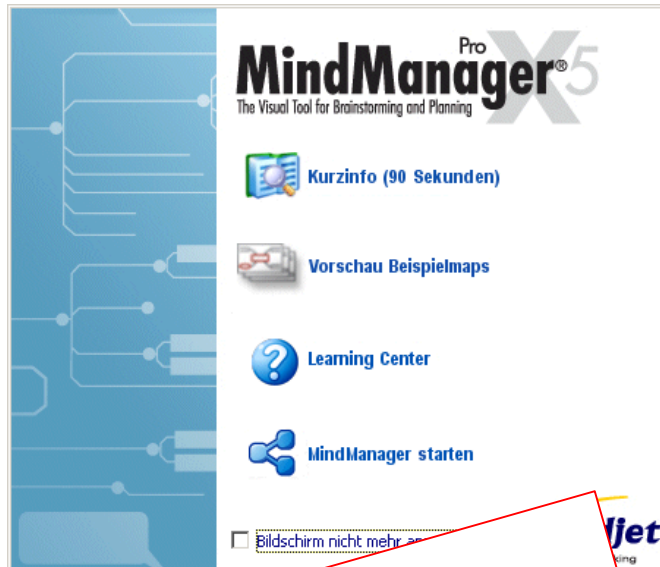 Pro
MindManager® X5
The Visual Tool for Brainstorming and Planning
Kurzinfo (90 Sekunden)
Vorschau Beispielmaps
Learning Center
MindManager starten
Bildschirm nicht mehr